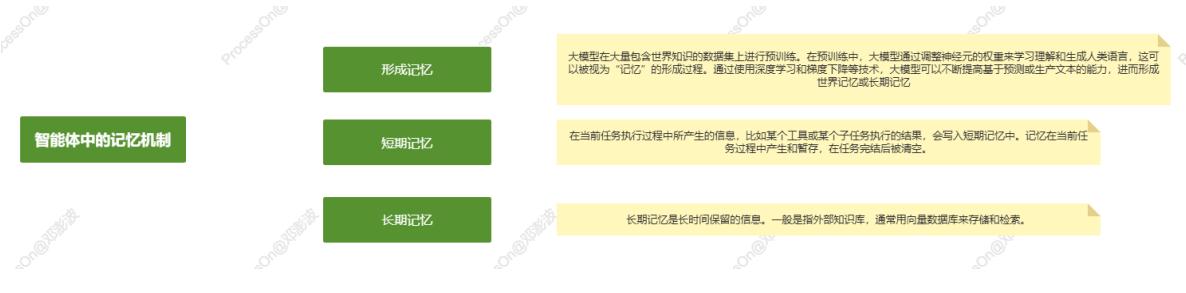 智能体中的记忆机制
形成记忆
大模型在大量包含世界知识的数据集上进行预训练。在预训练中，大模型通过调整神经元的权重来学习理解和生成人类语言，这可
以被视为“记忆”的形成过程。通过使用深度学习和梯度下降等技术，大模型可以不断提高基于预测或生产文本的能力，进而形成
世界记忆或长期记忆
短期记忆
在当前任务执行过程中所产生的信息，比如某个工具或某个子任务执行的结果，会写入短期记忆中。记忆在当前任
务过程中产生和暂存，在任务完结后被清空。
长期记忆
长期记忆是长时间保留的信息。一般是指外部知识库，通常用向量数据库来存储和检索。
ProcessOn@
ProcessOn@邓澎波